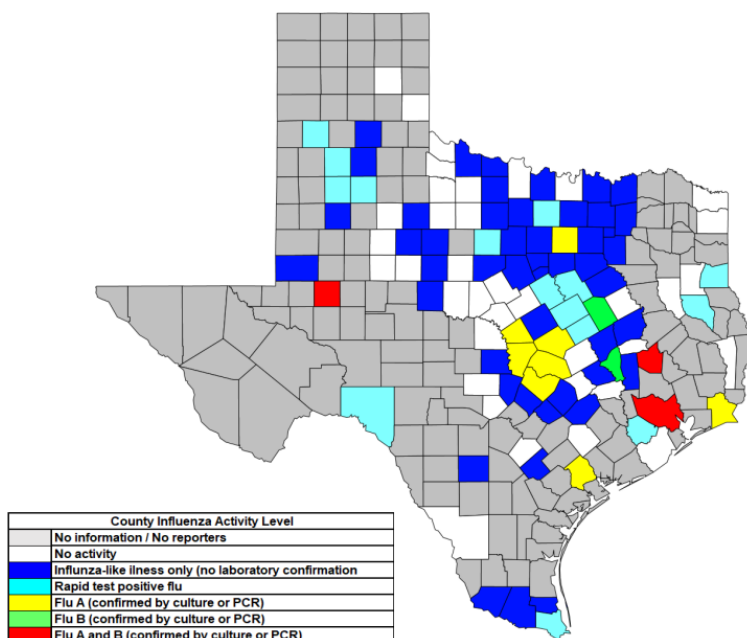 County Influenza Activity Level
No information / No reporters
No activity
Influnza-like ilness only (no laboratory confirmation
Rapid test positive flu
Flu A (confirmed by culture or PCR)
Flu B (confirmed by culture or PCR)
Flu A and B (confirmed by culture or PCR)